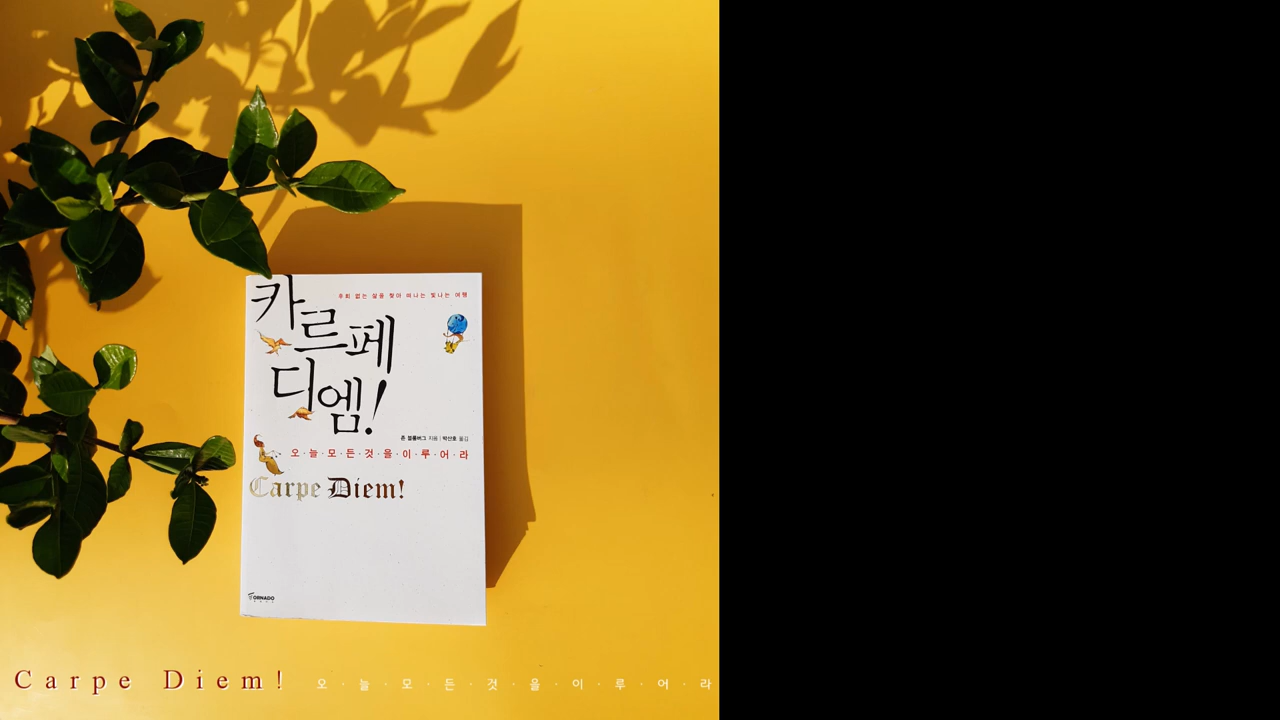 후회 없는 삶을 찾아 떠나는 빛나는 여행
카르페
디엠!
존 블룸버그 지음 | 박산호 옮김
오·늘·모·든·것·을·이·루·어·라
Carpe Diem!
TORNADO
Carpe Diem! 오·늘·모·든·것·을·이·루·어·라